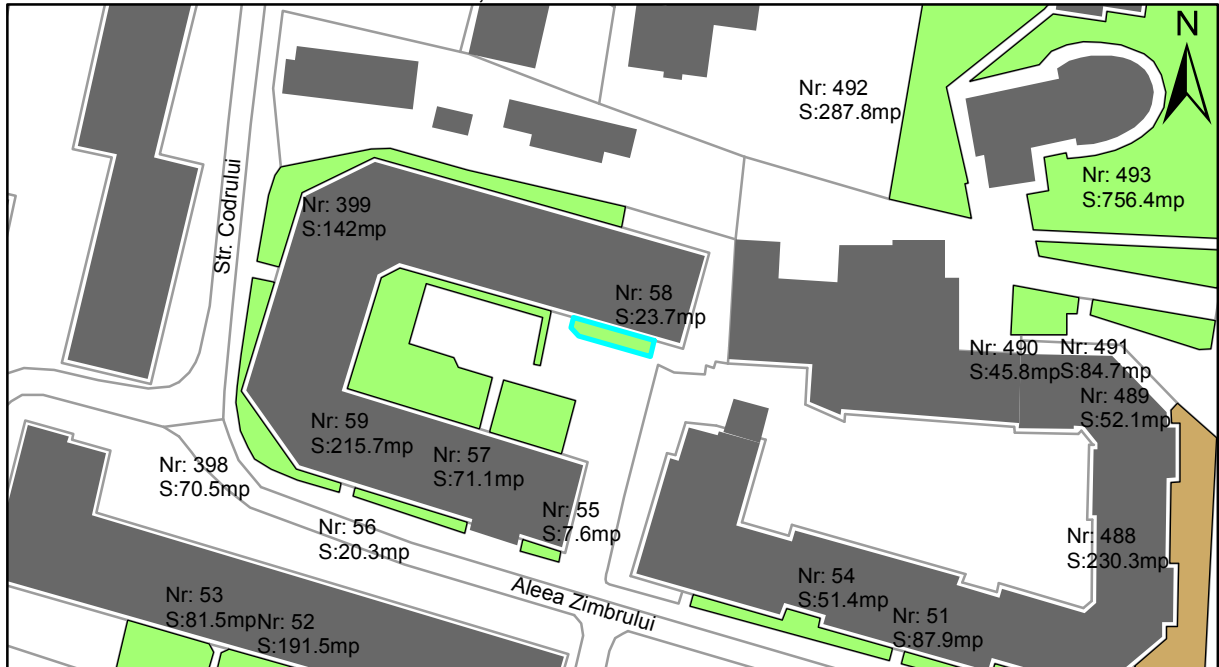 N
Nr: 492
S:287.8mp
Nr: 493
S:756.4mp
Str. Codrului
Nr: 399
S:142mp
Nr: 58
S:23.7mp
Nr: 490
S:45.8mp
Nr: 491
S:84.7mp
Nr: 489
S:52.1mp
Nr: 59
S:215.7mp
Nr: 57
S:71.1mp
Nr: 398
S:70.5mp
Nr: 56
S:20.3mp
Nr: 55
S:7.6mp
Nr: 488
S:230.3mp
Aleea Zimbrului
Nr: 54
S:51.4mp
Nr: 53
S:81.5mp
Nr: 52
S:191.5mp
Nr: 51
S:87.9mp